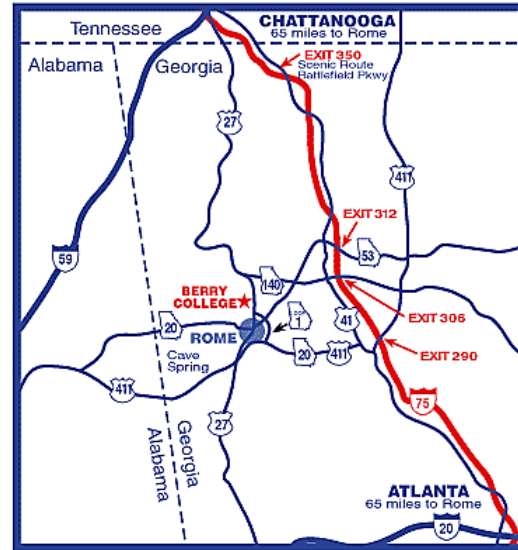 Tennessee
CHATTANOOGA
65 miles to Rome
Alabama
Georgia
EXIT 350
Scenic Route
Battlefield Pkwy
27
411
59
EXIT 312
53
BERRY
COLLEGE
140
LOOP
1
EXIT 306
20
ROME
41
Cave
Spring
20
411
EXIT 290
411
27
75
Georgia
Alabama
ATLANTA
65 miles to Rome
20